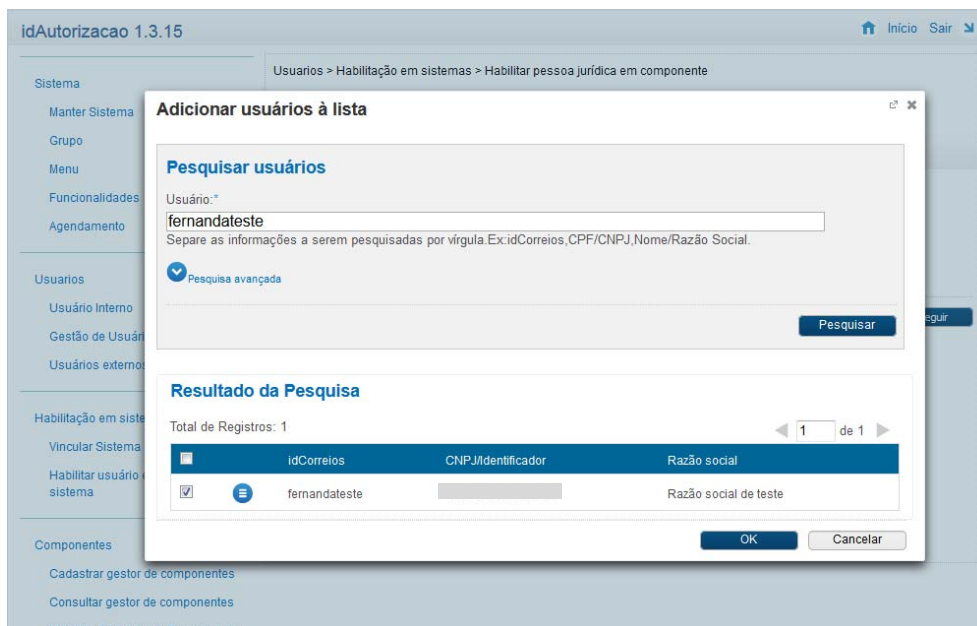 idAutorizacao 1.3.15
Início Sair
Usuarios > Habilitação em sistemas > Habilitar pessoa jurídica em componente
Sistema
Manter Sistema
Grupo
Menu
Funcionalidades
Agendamento
Usuarios
Usuário Interno
Gestão de Usuári
Usuários externos
Habilitação em siste
Vincular Sistema
Habilitar usuário e
sistema
Componentes
Cadastrar gestor de componentes
Consultar gestor de componentes
Adicionar usuários à lista
Pesquisar usuários
Usuário:*
fernandateste
Separe as informações a serem pesquisadas por vírgula.Ex:idCorreios,CPF/CNPJ,Nome/Razão Social.
Pesquisa avançada
Pesquisar
eguir
Resultado da Pesquisa
Total de Registros: 1
1 de 1
idCorreios CNPJ/Identificador Razão social
fernandateste Razão social de teste
OK Cancelar